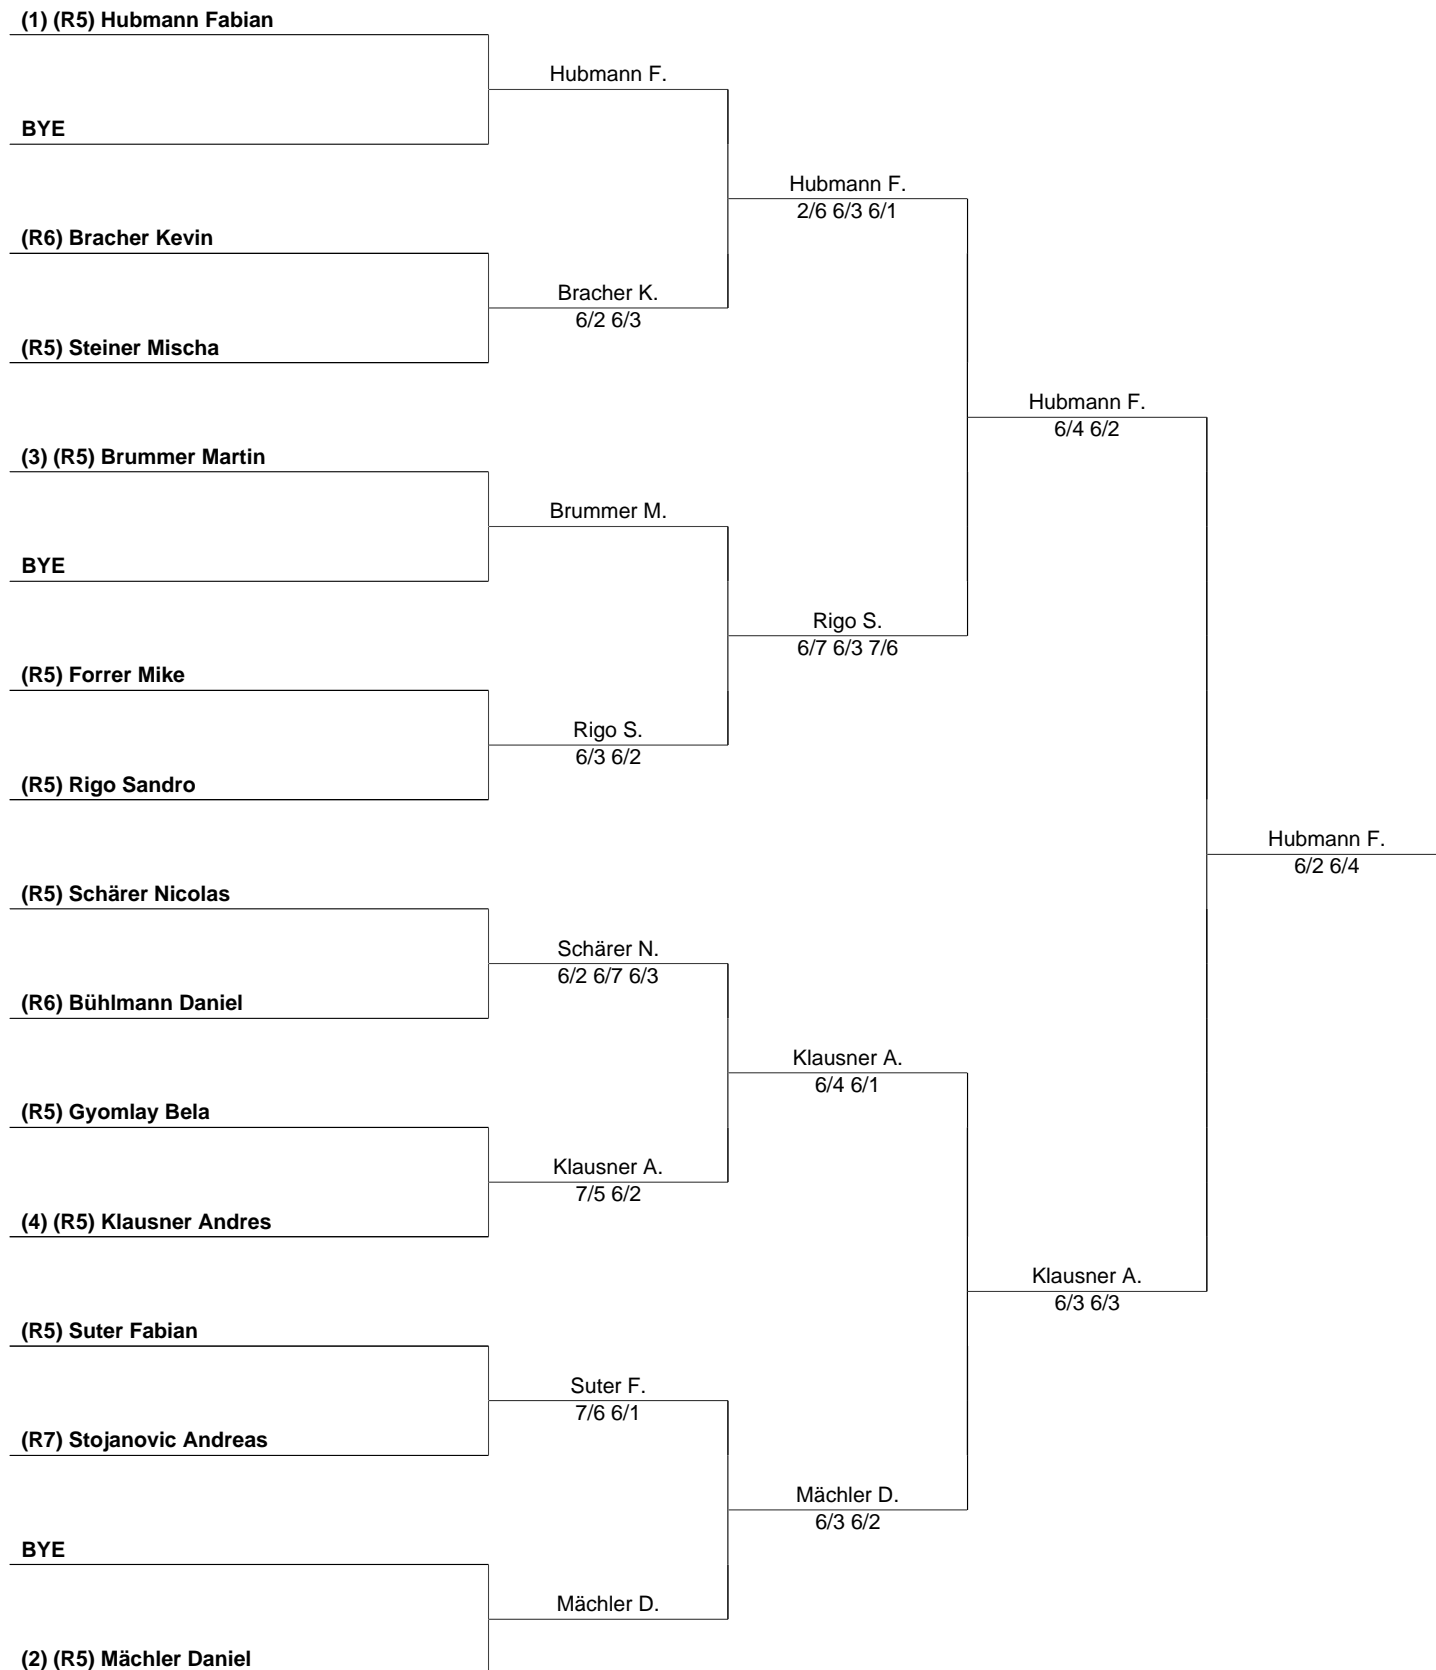 (1) (R5) Hubmann Fabian
Hubmann F.
BYE
Hubmann F.
2/6 6/3 6/1
(R6) Bracher Kevin
Bracher K.
6/2 6/3
(R5) Steiner Mischa
Hubmann F.
6/4 6/2
(3) (R5) Brummer Martin
Brummer M.
BYE
Rigo S.
6/7 6/3 7/6
(R5) Forrer Mike
Rigo S.
6/3 6/2
(R5) Rigo Sandro
Hubmann F.
6/2 6/4
(R5) Schärer Nicolas
Schärer N.
6/2 6/7 6/3
(R6) Bühlmann Daniel
Klausner A.
6/4 6/1
(R5) Gyomlay Bela
Klausner A.
7/5 6/2
(4) (R5) Klausner Andres
Klausner A.
6/3 6/3
(R5) Suter Fabian
Suter F.
7/6 6/1
(R7) Stojanovic Andreas
Mächler D.
6/3 6/2
BYE
Mächler D.
(2) (R5) Mächler Daniel